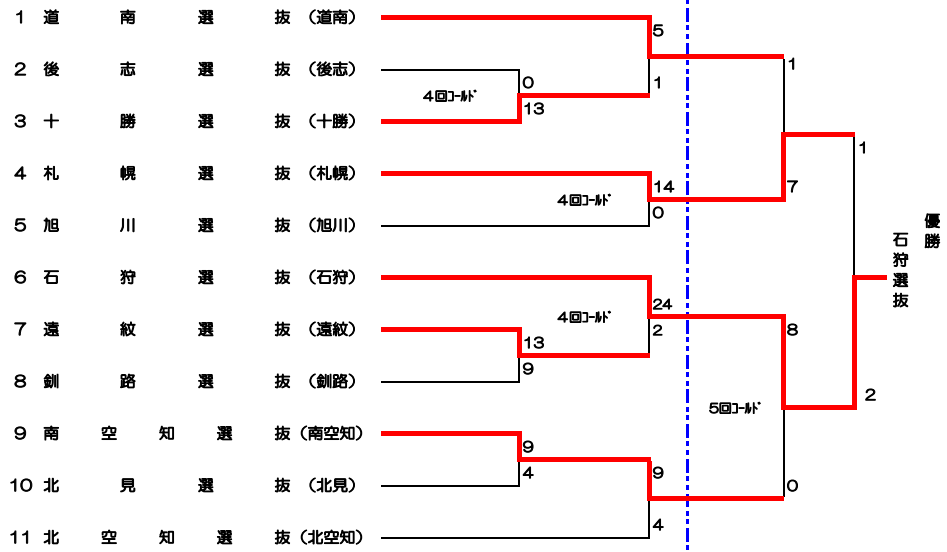 1 道南選抜（道南）
2 後志選抜（後志）
3 十勝選抜（十勝）
4 札幌選抜（札幌）
5 旭川選抜（旭川）
6 石狩選抜（石狩）
7 遠紋選抜（遠紋）
8 釧路選抜（釧路）
9 南空知選抜（南空知）
10 北見選抜（北見）
11 北空知選抜（北空知）
0
4回ｺｰﾙﾄﾞ
13
5
1
14
4回ｺｰﾙﾄﾞ
0
24
4回ｺｰﾙﾄﾞ
2
13
9
9
4
9
4
1
7
8
5回ｺｰﾙﾄﾞ
0
1
2
優勝
石狩選抜